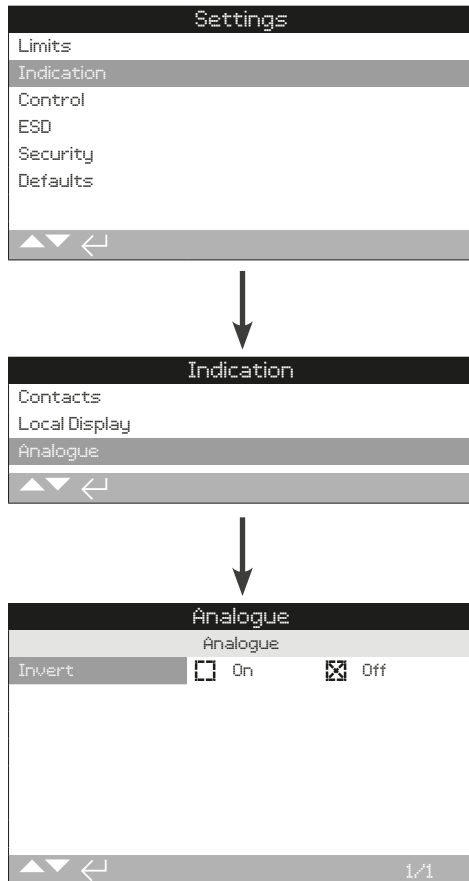 Settings
Limits
Indication
Control
ESD
Security
Defaults
Indication
Contacts
Local Display
Analogue
Analogue
Analogue
Invert On Off
1/1